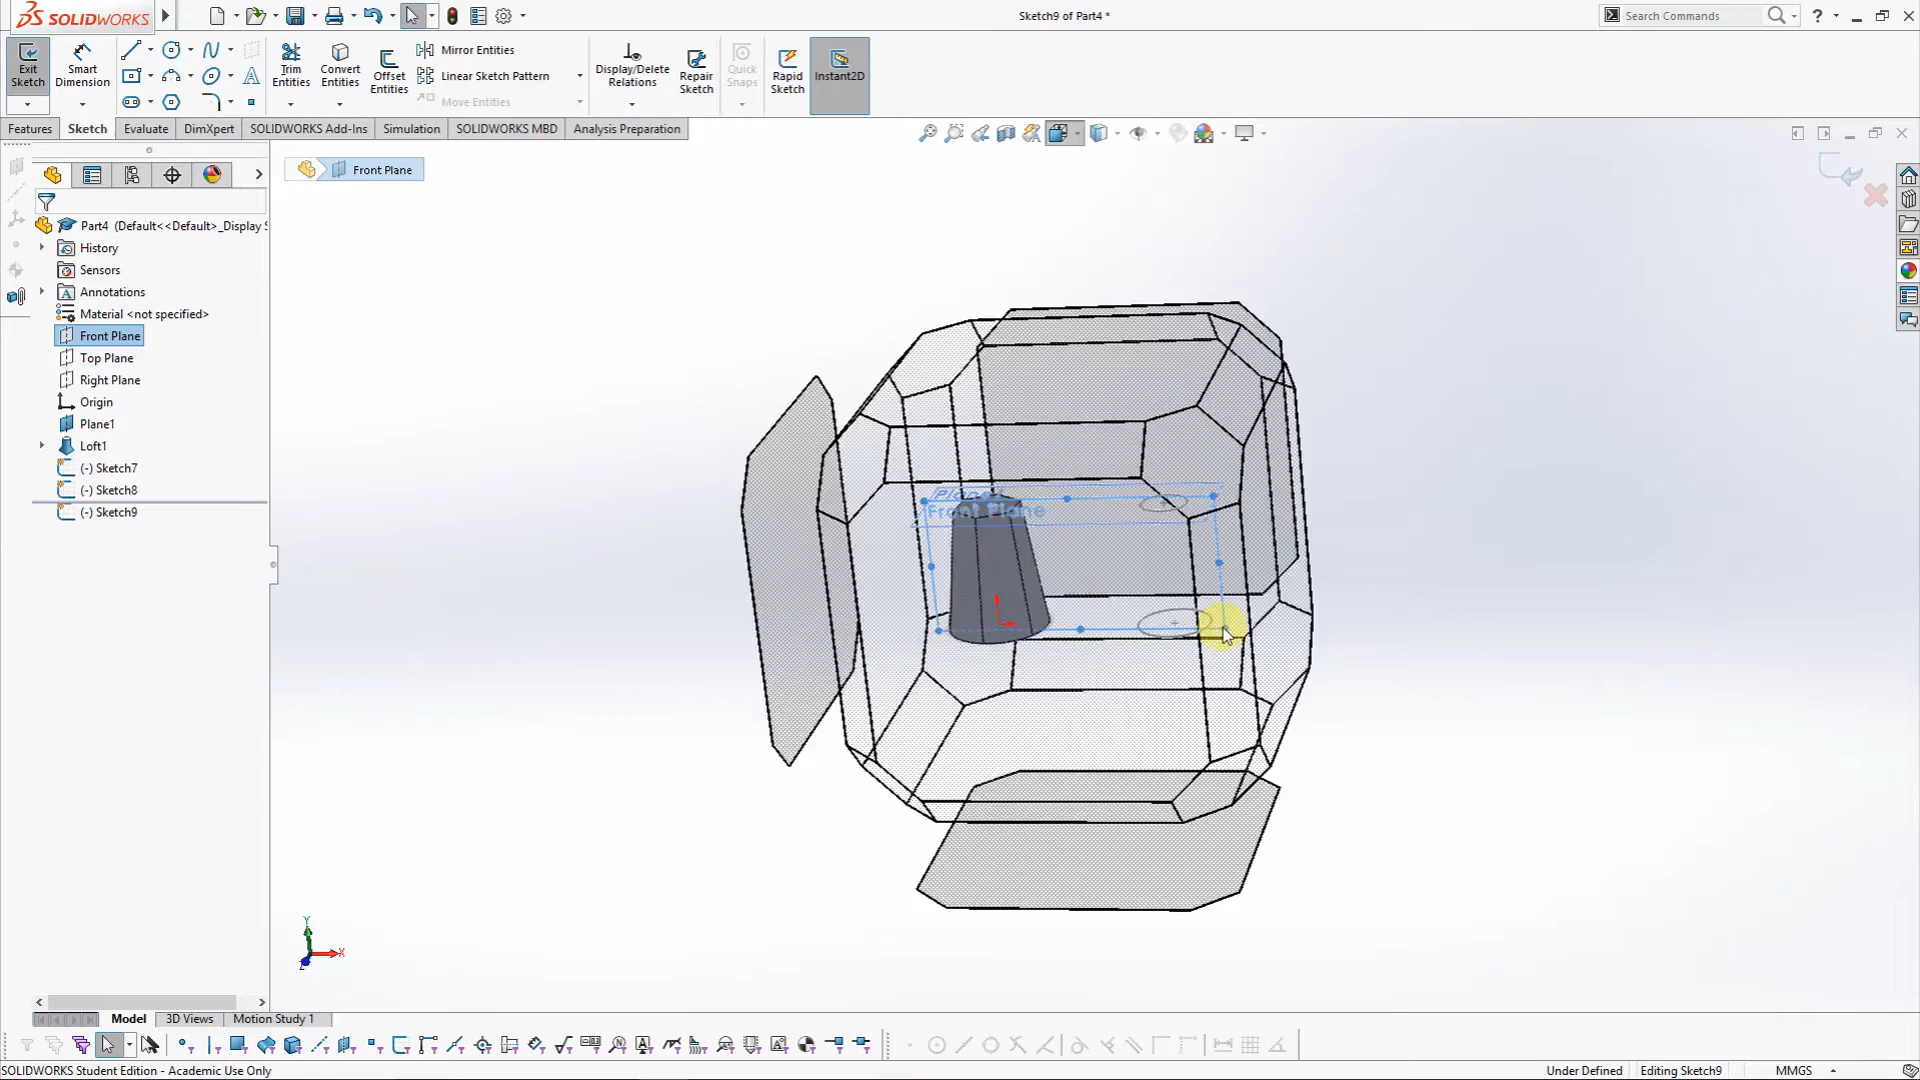 SOLIDWORKS
Sketch9 of Part4 *
Search Commands
Exit Sketch
Smart Dimension
Trim Entities
Convert Entities
Offset Entities
Mirror Entities
Linear Sketch Pattern
Move Entities
Display/Delete Relations
Repair Sketch
Quick Snaps
Rapid Sketch
Instant2D
Features Sketch Evaluate DimXpert SOLIDWORKS Add-Ins Simulation SOLIDWORKS MBD Analysis Preparation
Front Plane
Part4 (Default<<Default>_Display
History
Sensors
Annotations
Material <not specified>
Front Plane
Top Plane
Right Plane
Origin
Plane1
Loft1
(-) Sketch7
(-) Sketch8
(-) Sketch9
Plane1
Front Plane
Y
X
Z
Model 3D Views Motion Study 1
SOLIDWORKS Student Edition - Academic Use Only
Under Defined Editing Sketch9 MMGS